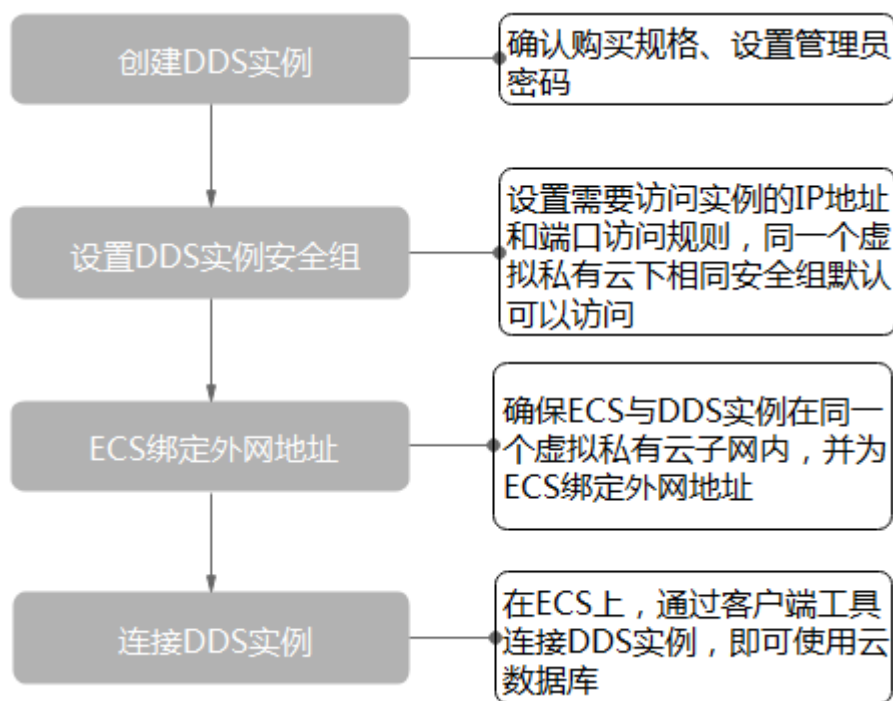 创建DDS实例
确认购买规格、设置管理员
密码
设置DDS实例安全组
设置需要访问实例的IP地址
和端口访问规则，同一个虚
拟私有云下相同安全组默认
可以访问
ECS绑定外网地址
确保ECS与DDS实例在同一
个虚拟私有云子网内，并为
ECS绑定外网地址
连接DDS实例
在ECS上，通过客户端工具
连接DDS实例，即可使用云
数据库